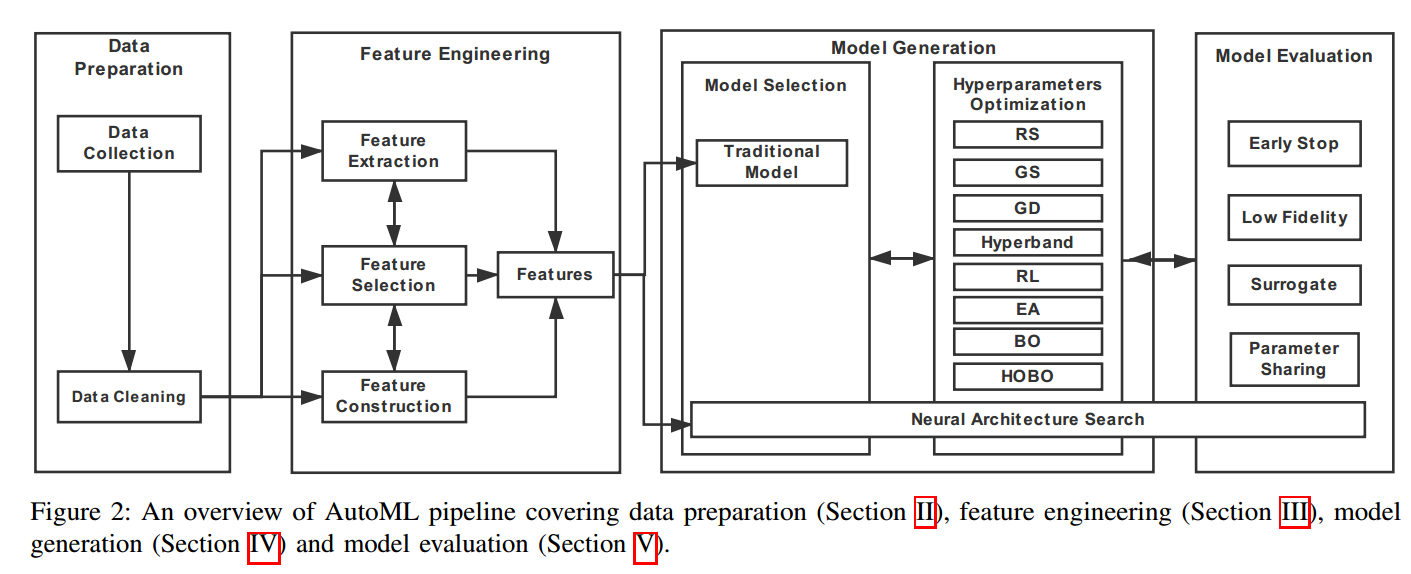 Data
Preparation
Data
Collection
Data Cleaning
Feature Engineering
Feature
Extraction
Feature
Selection
Feature
Construction
Features
Model Generation
Model Selection
Traditional
Model
Hyperparameters
Optimization
RS
GS
GD
Hyperband
RL
EA
BO
HOBO
Neural Architecture Search
Model Evaluation
Early Stop
Low Fidelity
Surrogate
Parameter
Sharing
Figure 2: An overview of AutoML pipeline covering data preparation (Section II), feature engineering (Section III), model
generation (Section IV) and model evaluation (Section V).